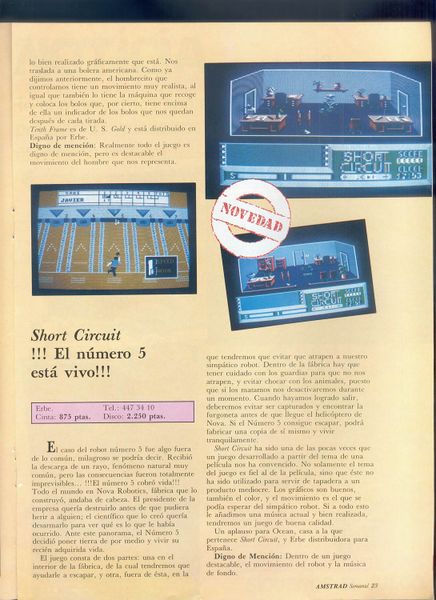 lo bien realizado gráficamente que está. Nos
traslada a una bolera americana. Como ya
dijimos anteriormente, el hombrecito que
controlamos tiene un movimiento muy realista, al
igual que también lo tiene la máquina que recoge
y coloca los bolos que, por cierto, tiene encima
de ella un indicador de los bolos que nos quedan
después de cada tirada.
Tenth Frame es de U. S. Gold y está distribuido en
España por Erbe.
Digno de mención: Realmente todo el juego es
digno de mención, pero es destacable el
movimiento del hombre que nos representa.
JAVIER
SPEED
HOOK
SHORT
CIRCUIT
SCORE
CLOCK
17:53
NOVEDAD
SHORT
CIRCUIT
SCORE
Short Circuit
!!! El número 5
está vivo!!!
Erbe. Tel.: 447 34 10
Cinta: 875 ptas. Disco: 2.250 ptas.
El caso del robot número 5 fue algo fuera
de lo común, milagroso se podría decir. Recibió
la descarga de un rayo, fenómeno natural muy
común, pero las consecuencias fueron totalmente
imprevisibles... !!!El número 5 cobró vida!!!
Todo el mundo en Nova Robotics, fábrica que lo
construyó, andaba de cabeza. El presidente de la
empresa quería destruirlo antes de que pudiera
herir a alguien; el científico que lo creó quería
desarmarlo para ver qué es lo que le había
ocurrido. Ante este panorama, el Número 5
decidió poner tierra de por medio y vivir su
recién adquirida vida.
El juego consta de dos partes: una en el
interior de la fábrica, de la cual tendremos que
ayudarle a escapar, y otra, fuera de ésta, en la
que tendremos que evitar que atrapen a nuestro
simpático robot. Dentro de la fábrica hay que
tener cuidado con los guardias para que no nos
atrapen, y evitar chocar con los animales, puesto
que si los matamos nos desactivaremos durante
un momento. Cuando hayamos logrado salir,
deberemos evitar ser capturados y encontrar la
furgoneta antes de que llegue el helicóptero de
Nova. Si el Número 5 consigue escapar, podrá
fabricar una copia de sí mismo y vivir
tranquilamente.
Short Circuit ha sido una de las pocas veces que
un juego desarrollado a partir del tema de una
películas nos ha convencido. No solamente el tema
del juego es fiel al de la película, sino que éste no
ha sido utilizado para servir de tapadera a un
producto mediocre. Los gráficos son buenos,
también el color, y el movimiento es el que se
podía esperar del simpático robot. Si a todo esto
le añadimos una música actual y bien realizada,
tendremos un juego de buena calidad.
Un aplauso para Ocean, casa a la que
pertenece Short Circuit, y Erbe distribuidora para
España.
Digno de Mención: Dentro de un juego
destacable, el movimiento del robot y la música
de fondo.
AMSTRAD Semanal 23